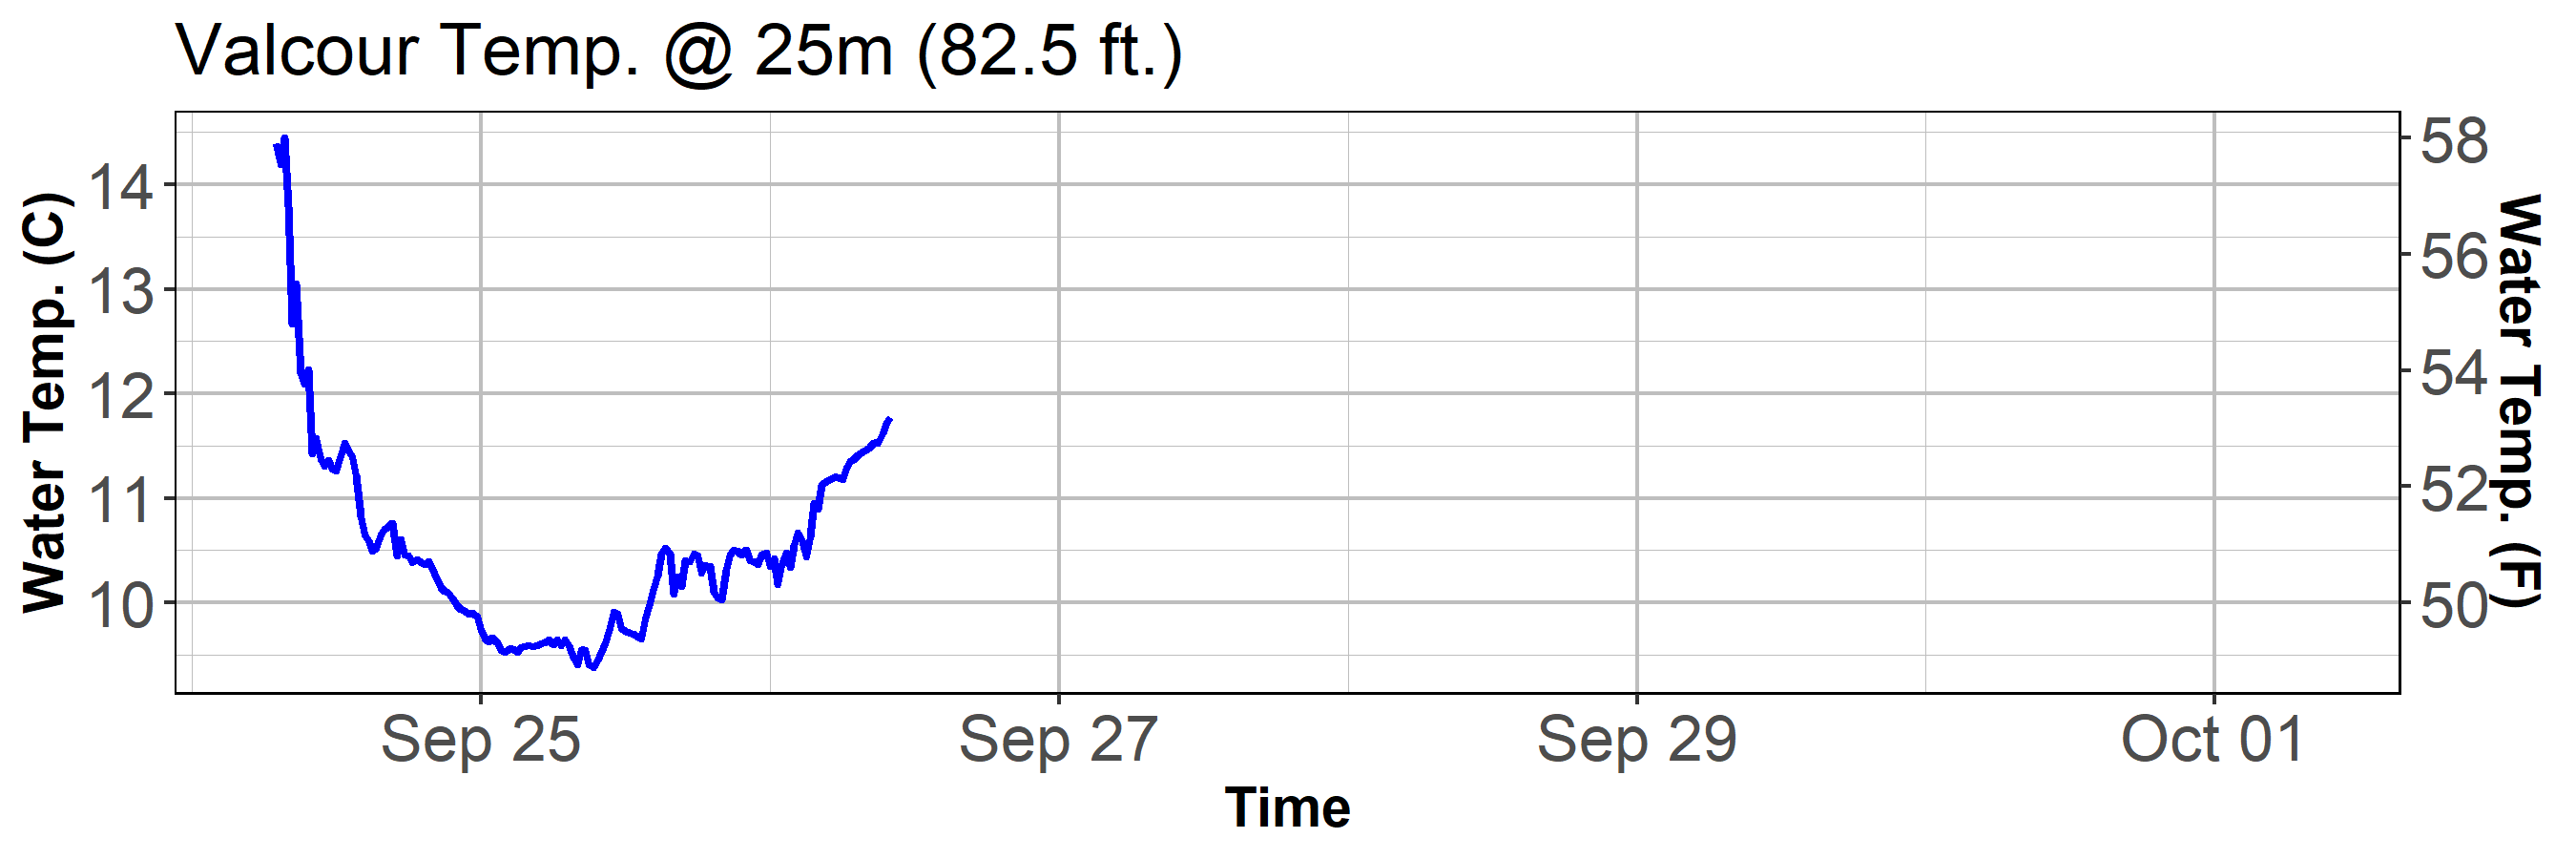 Valcour Temp. @ 25m (82.5 ft.)
Water Temp. (C)
14
13
12
11
10
58
56
54
52
50
Water Temp. (F)
Sep 25
Sep 27
Sep 29
Oct 01
Time